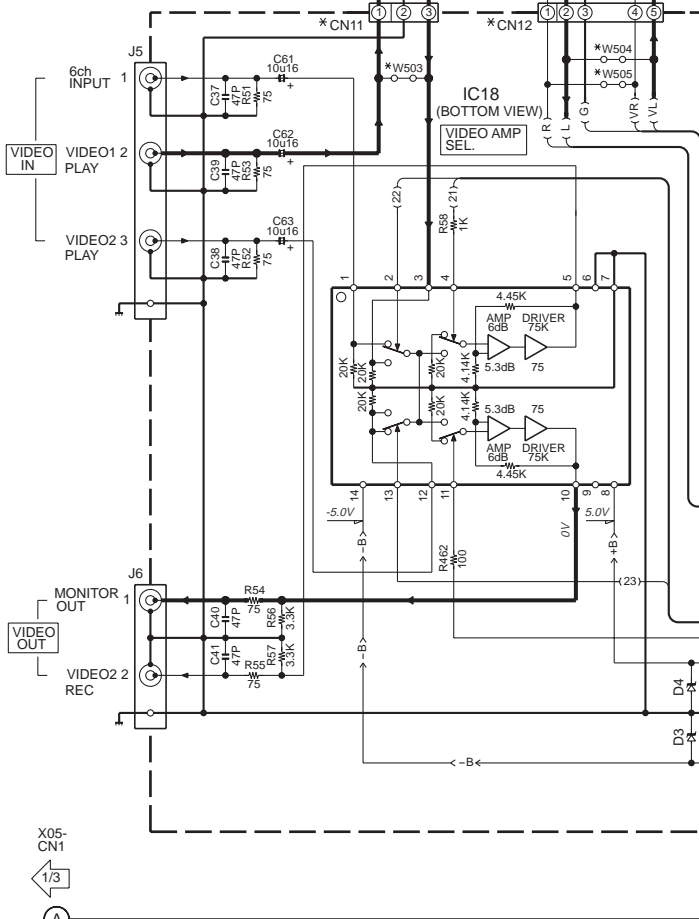 *CN11
1 2 3
*CN12
1 2 3 4 5
*W503
*W504
*W505
J5
6ch
INPUT 1
C61
10u16
+
C37
47P
R51
75
VIDEO
IN
VIDEO1 2
PLAY
C62
10u16
+
C39
47P
R53
75
VIDEO2 3
PLAY
C63
10u16
+
C38
47P
R52
75
IC18
(BOTTOM VIEW)
VIDEO AMP
SEL.
R
L
G
VR
VL
(22)
(21)
R58
1K
1 2 3 4 5 6 7
4.45K
AMP DRIVER
6dB 75K
5.3dB 75
20K
20K
20K
4.14K
20K
20K
4.14K
5.3dB 75
AMP DRIVER
6dB 75K
4.45K
14 13 12 11 10 9 8
-5.0V
0V
5.0V
-B
+B
R462
100
(23)
J6
MONITOR 1
OUT
R54
75
C40
47P
R56
3.3K
VIDEO
OUT
C41
47P
R57
3.3K
VIDEO2 2
REC
R55
75
-B
D4
D3
-B
X05-
CN1
1/3
A